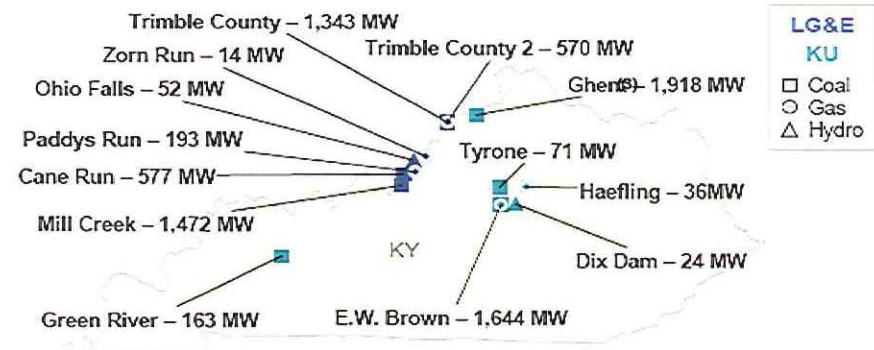 Trimble County – 1,343 MW
Trimble County 2 – 570 MW
Zorn Run – 14 MW
Ghent⁽³⁾– 1,918 MW
Ohio Falls – 52 MW
Paddys Run – 193 MW
Tyrone – 71 MW
Cane Run – 577 MW
Haefling – 36MW
Mill Creek – 1,472 MW
KY
Dix Dam – 24 MW
Green River – 163 MW
E.W. Brown – 1,644 MW
LG&E
KU
Coal
Gas
Hydro